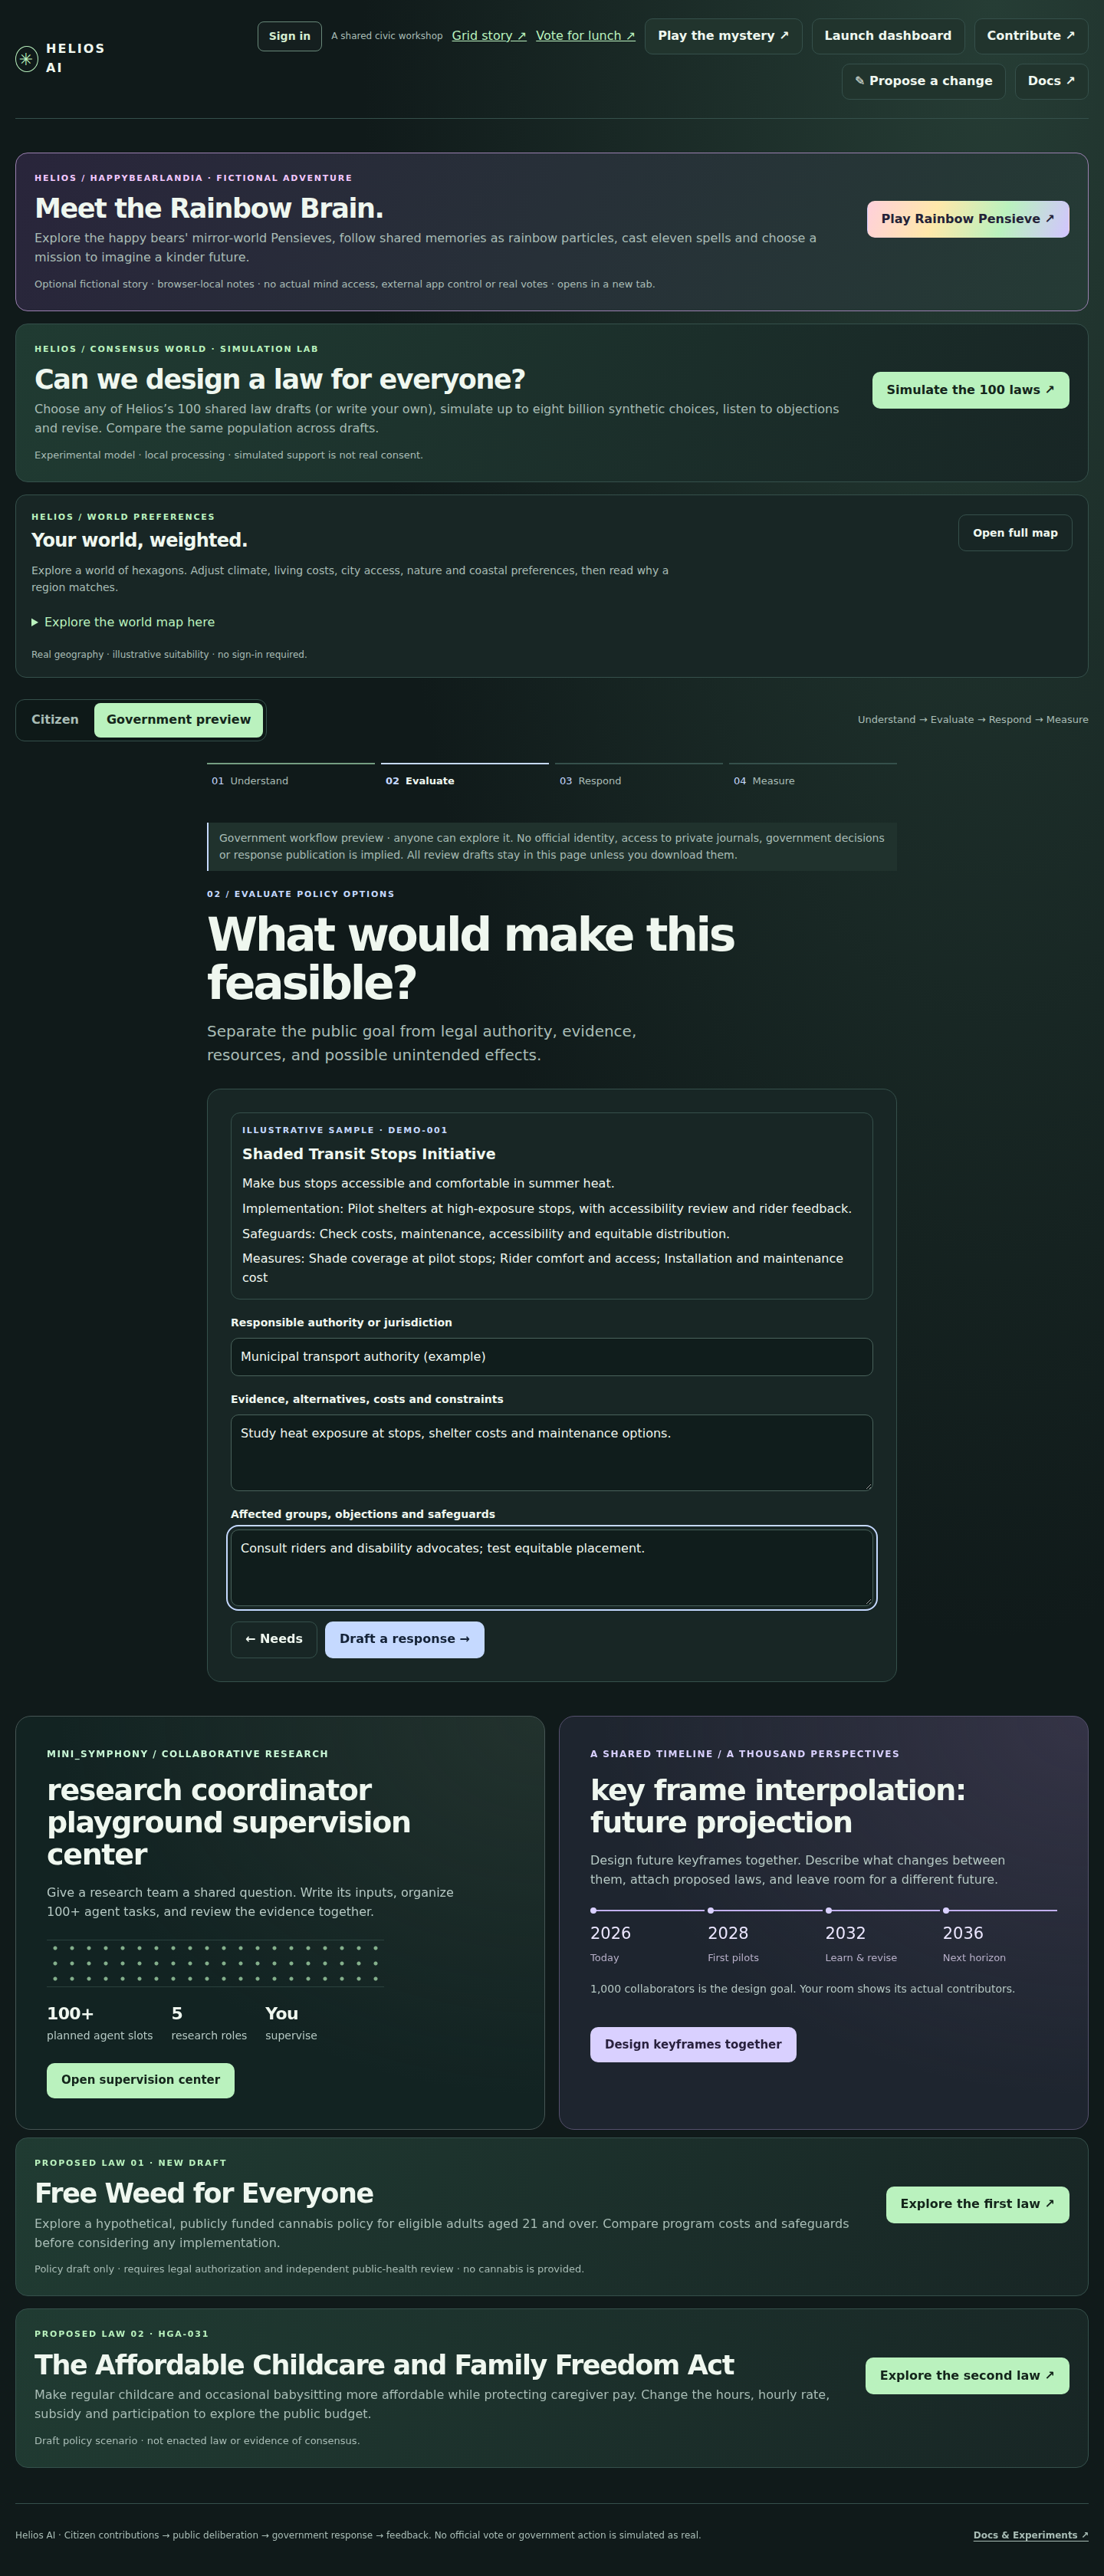 HELIOS
AI
Sign in
A shared civic workshop
Grid story ↗
Vote for lunch ↗
Play the mystery ↗
Launch dashboard
Contribute ↗
✎ Propose a change
Docs ↗
HELIOS / HAPPYBEARLANDIA · FICTIONAL ADVENTURE
Meet the Rainbow Brain.
Explore the happy bears' mirror-world Pensieves, follow shared memories as rainbow particles, cast eleven spells and choose a
mission to imagine a kinder future.
Optional fictional story · browser-local notes · no actual mind access, external app control or real votes · opens in a new tab.
Play Rainbow Pensieve ↗
HELIOS / CONSENSUS WORLD · SIMULATION LAB
Can we design a law for everyone?
Choose any of Helios’s 100 shared law drafts (or write your own), simulate up to eight billion synthetic choices, listen to objections
and revise. Compare the same population across drafts.
Experimental model · local processing · simulated support is not real consent.
Simulate the 100 laws ↗
HELIOS / WORLD PREFERENCES
Your world, weighted.
Explore a world of hexagons. Adjust climate, living costs, city access, nature and coastal preferences, then read why a
region matches.
▶ Explore the world map here
Real geography · illustrative suitability · no sign-in required.
Open full map
Citizen
Government preview
Understand → Evaluate → Respond → Measure
01 Understand
02 Evaluate
03 Respond
04 Measure
Government workflow preview · anyone can explore it. No official identity, access to private journals, government decisions
or response publication is implied. All review drafts stay in this page unless you download them.
02 / EVALUATE POLICY OPTIONS
What would make this
feasible?
Separate the public goal from legal authority, evidence,
resources, and possible unintended effects.
ILLUSTRATIVE SAMPLE · DEMO-001
Shaded Transit Stops Initiative
Make bus stops accessible and comfortable in summer heat.
Implementation: Pilot shelters at high-exposure stops, with accessibility review and rider feedback.
Safeguards: Check costs, maintenance, accessibility and equitable distribution.
Measures: Shade coverage at pilot stops; Rider comfort and access; Installation and maintenance
cost
Responsible authority or jurisdiction
Municipal transport authority (example)
Evidence, alternatives, costs and constraints
Study heat exposure at stops, shelter costs and maintenance options.
Affected groups, objections and safeguards
Consult riders and disability advocates; test equitable placement.
← Needs
Draft a response →
MINI_SYMPHONY / COLLABORATIVE RESEARCH
research coordinator
playground supervision
center
Give a research team a shared question. Write its inputs, organize
100+ agent tasks, and review the evidence together.
100+
planned agent slots
5
research roles
You
supervise
Open supervision center
A SHARED TIMELINE / A THOUSAND PERSPECTIVES
key frame interpolation:
future projection
Design future keyframes together. Describe what changes between
them, attach proposed laws, and leave room for a different future.
2026
Today
2028
First pilots
2032
Learn & revise
2036
Next horizon
1,000 collaborators is the design goal. Your room shows its actual contributors.
Design keyframes together
PROPOSED LAW 01 · NEW DRAFT
Free Weed for Everyone
Explore a hypothetical, publicly funded cannabis policy for eligible adults aged 21 and over. Compare program costs and safeguards
before considering any implementation.
Policy draft only · requires legal authorization and independent public-health review · no cannabis is provided.
Explore the first law ↗
PROPOSED LAW 02 · HGA-031
The Affordable Childcare and Family Freedom Act
Make regular childcare and occasional babysitting more affordable while protecting caregiver pay. Change the hours, hourly rate,
subsidy and participation to explore the public budget.
Draft policy scenario · not enacted law or evidence of consensus.
Explore the second law ↗
Helios AI · Citizen contributions → public deliberation → government response → feedback. No official vote or government action is simulated as real.
Docs & Experiments ↗